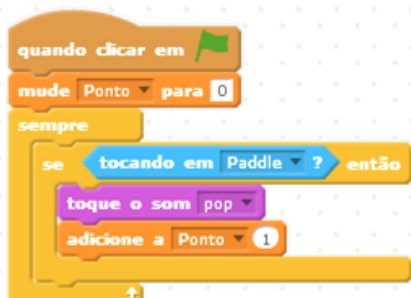 quando clicar em
mude Ponto para 0
sempre
se tocando em Paddle ? então
toque o som pop
adicione a Ponto 1